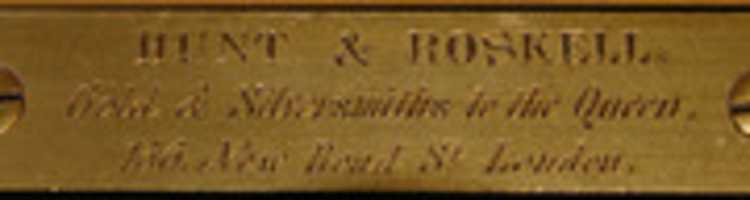 HUNT & ROSKELL.
Gold & Silversmiths to the Queen.
156. New Bond St. London.